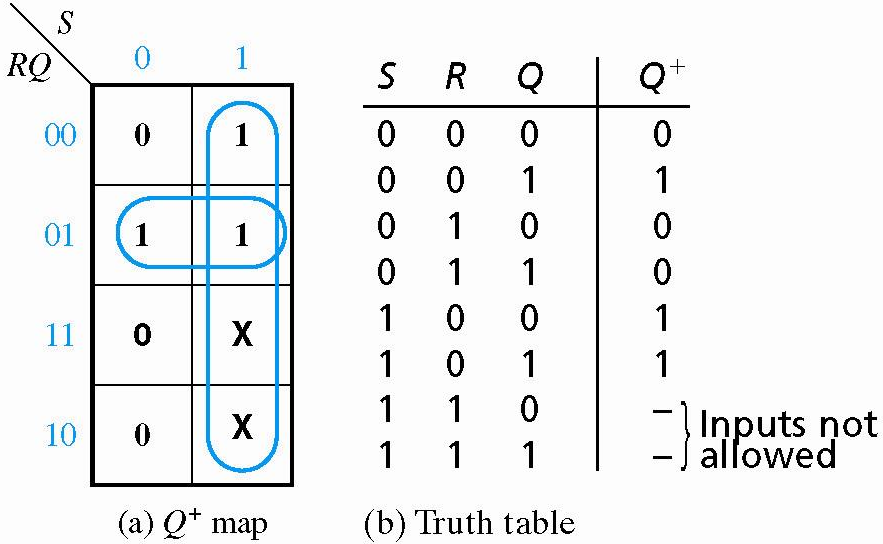 S
RQ
0 1
00 0 1
01 1 1
11 0 X
10 0 X
(a) Q⁺ map
S R Q Q⁺
0 0 0 0
0 0 1 1
0 1 0 0
0 1 1 0
1 0 0 1
1 0 1 1
1 1 0 –
1 1 1 –
Inputs not
allowed
(b) Truth table